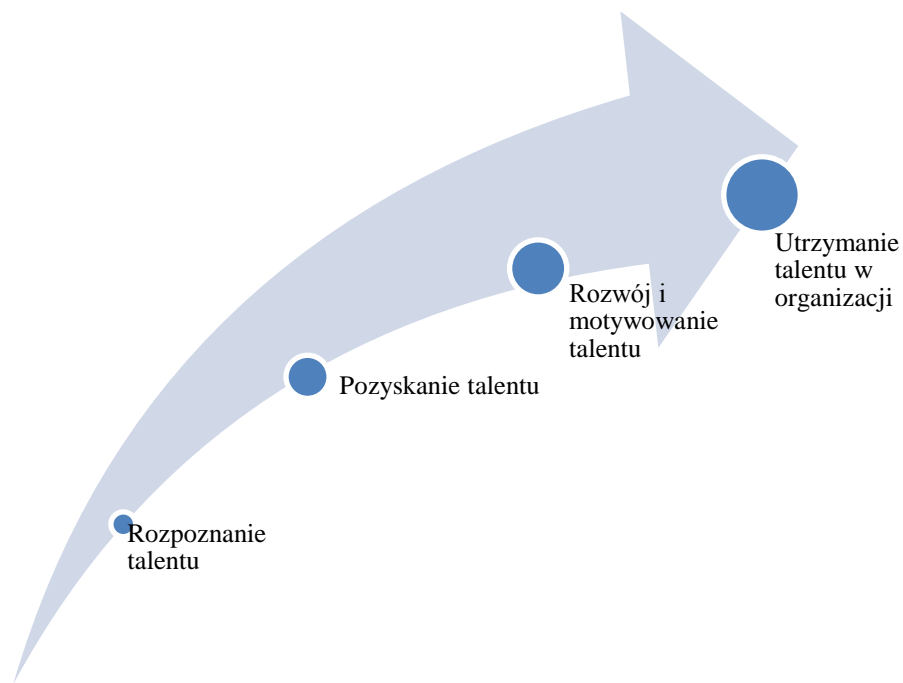 Utrzymanie
talentu w
organizacji
Rozwój i
motywowanie
talentu
Pozyskanie talentu
Rozpoznanie
talentu